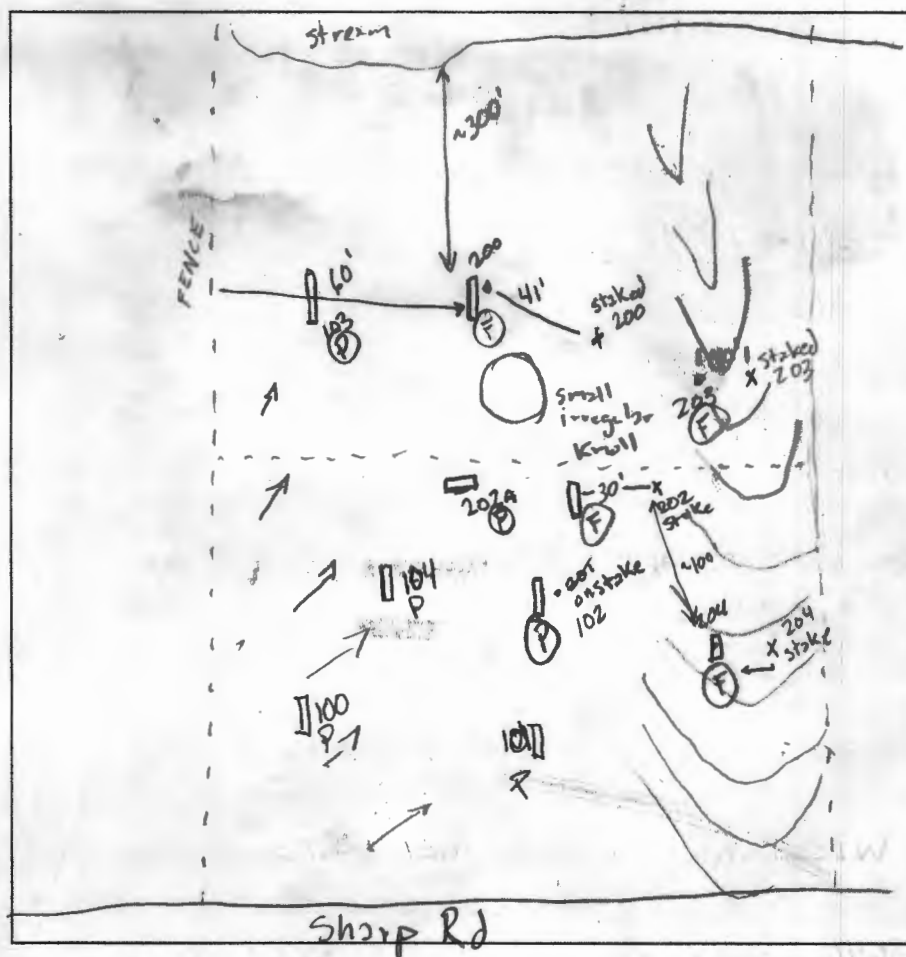 stream
~300'
FENCE
60'
103
P
200
F
41'
staked
200
small
irregular
knoll
staked
203
203
F
202A
P
~30'
F
202
stake
~100'
104
P
on stake
102
P
204
F
204
stake
100
P
101
P
Sharp Rd